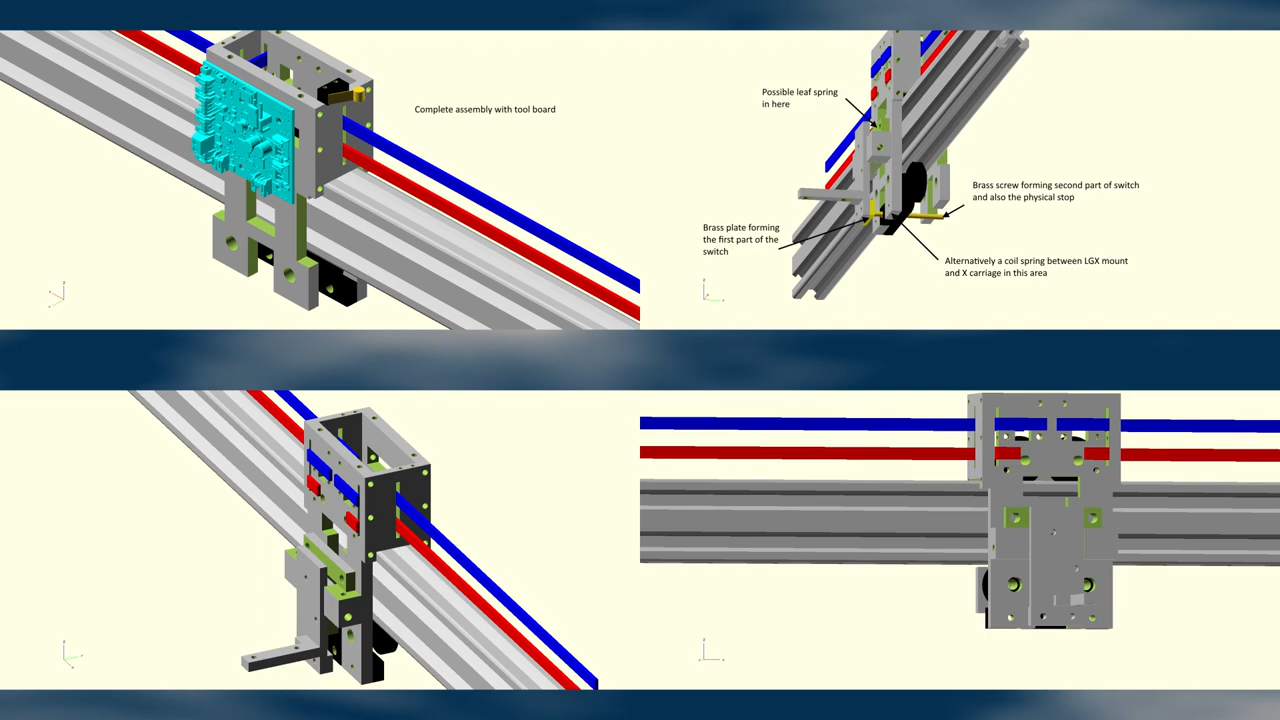 Complete assembly with tool board
Possible leaf spring
in here
Brass screw forming second part of switch
and also the physical stop
Brass plate forming
the first part of the
switch
Alternatively a coil spring between LGX mount
and X carriage in this area